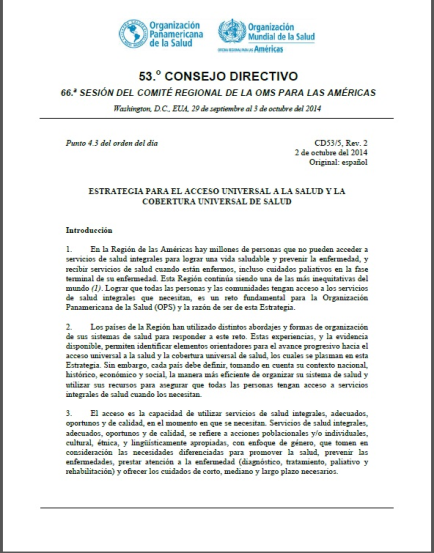 Organización
Panamericana
de la Salud
Organización
Mundial de la Salud
OFICINA REGIONAL PARA LAS Américas
53.º CONSEJO DIRECTIVO
66.ª SESIÓN DEL COMITÉ REGIONAL DE LA OMS PARA LAS AMÉRICAS
Washington, D.C., EUA, 29 de septiembre al 3 de octubre del 2014
Punto 4.3 del orden del día
CD53/5, Rev. 2
2 de octubre del 2014
Original: español
ESTRATEGIA PARA EL ACCESO UNIVERSAL A LA SALUD Y LA
COBERTURA UNIVERSAL DE SALUD
Introducción
1. En la Región de las Américas hay millones de personas que no pueden acceder a
servicios de salud integrales para lograr una vida saludable y prevenir la enfermedad, y
recibir servicios de salud cuando están enfermos, incluso cuidados paliativos en la fase
terminal de su enfermedad. Esta Región continúa siendo una de las más inequitativas del
mundo (1). Lograr que todas las personas y las comunidades tengan acceso a los servicios
de salud integrales que necesitan, es un reto fundamental para la Organización
Panamericana de la Salud (OPS) y la razón de ser de esta Estrategia.
2. Los países de la Región han utilizado distintos abordajes y formas de organización
de sus sistemas de salud para responder a este reto. Estas experiencias, y la evidencia
disponible, permiten identificar elementos orientadores para el avance progresivo hacia el
acceso universal a la salud y la cobertura universal de salud, los cuales se plasman en esta
Estrategia. Sin embargo, cada país debe definir, tomando en cuenta su contexto nacional,
histórico, económico y social, la manera más eficiente de organizar su sistema de salud y
utilizar sus recursos para asegurar que todas las personas tengan acceso a servicios
integrales de salud cuando los necesitan.
3. El acceso es la capacidad de utilizar servicios de salud integrales, adecuados,
oportunos y de calidad, en el momento en que se necesitan. Servicios de salud integrales,
adecuados, oportunos y de calidad, se refiere a acciones poblacionales y/o individuales,
cultural, étnica, y lingüísticamente apropiadas, con enfoque de género, que tomen en
consideración las necesidades diferenciadas para promover la salud, prevenir las
enfermedades, prestar atención a la enfermedad (diagnóstico, tratamiento, paliativo y
rehabilitación) y ofrecer los cuidados de corto, mediano y largo plazo necesarios.